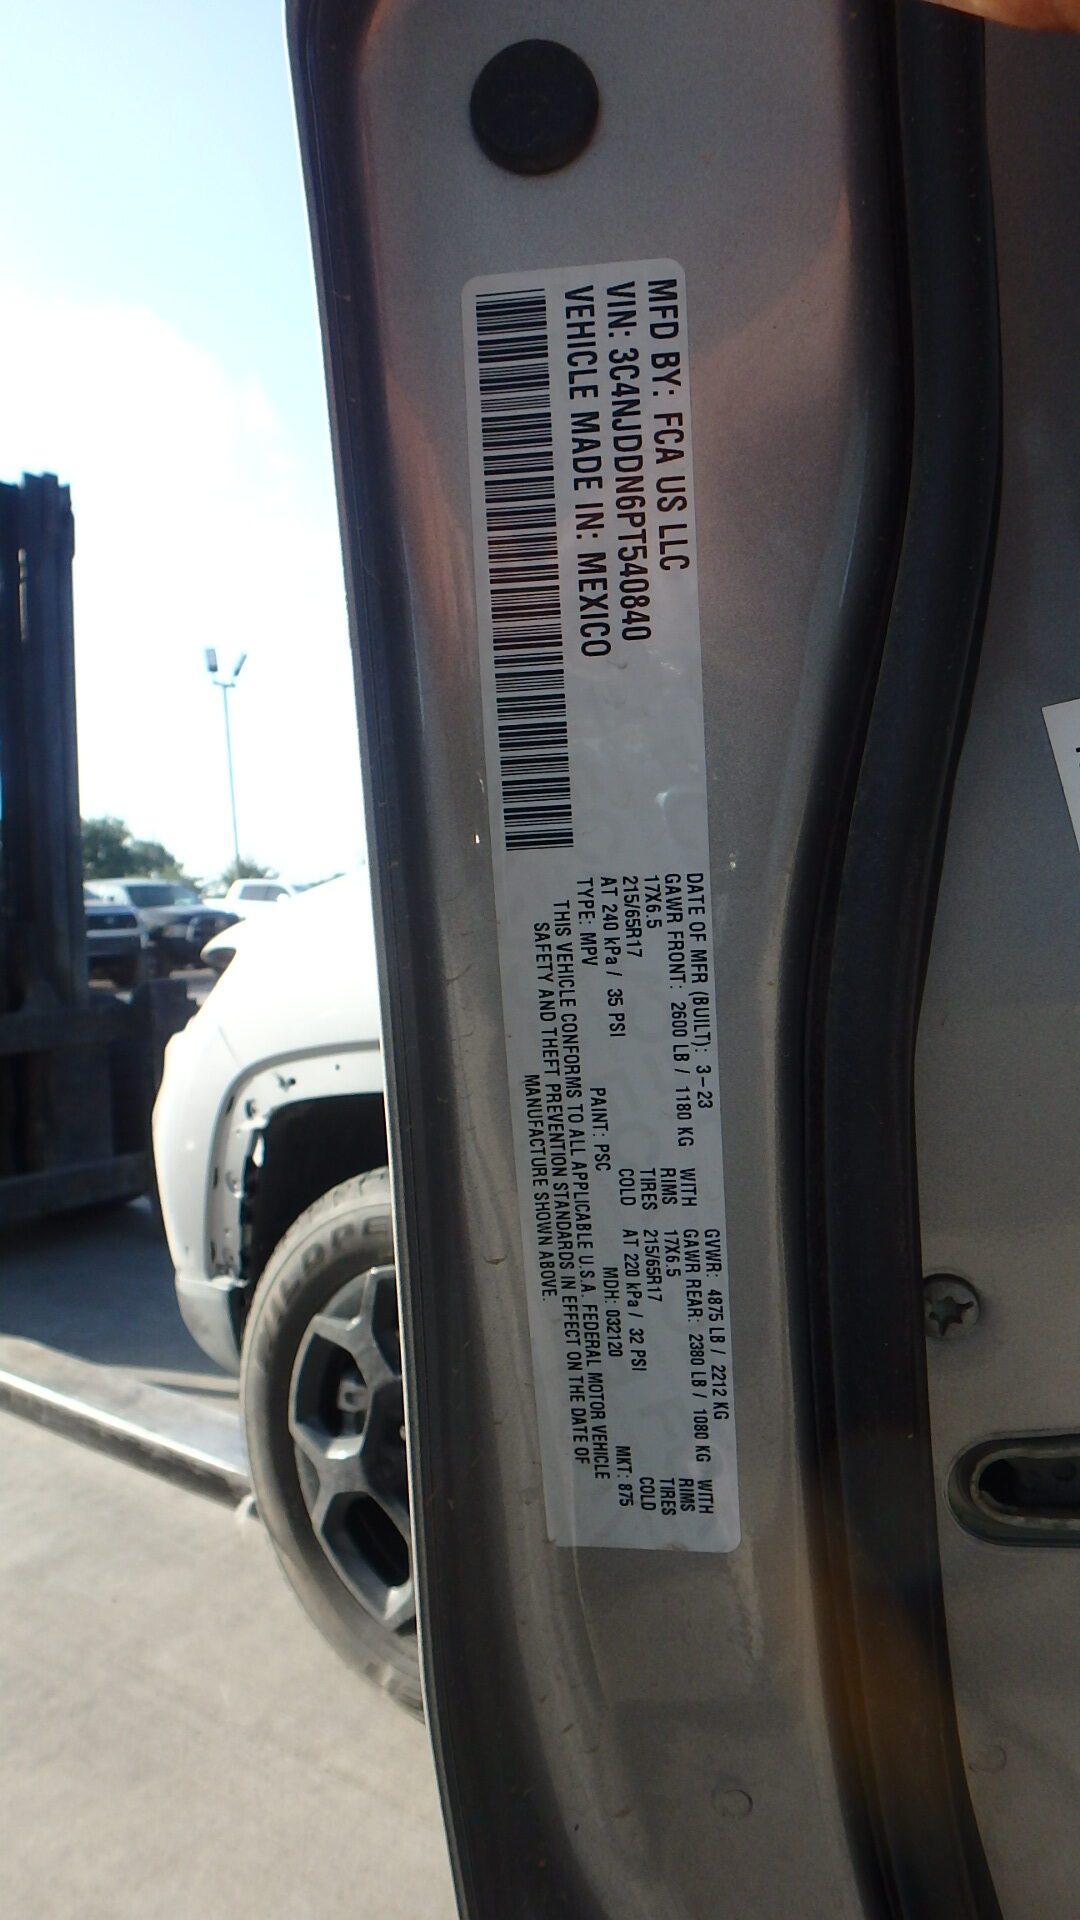 MFD BY: FCA US LLC
VIN: 3C4NJDDN6PT540840
VEHICLE MADE IN: MEXICO
DATE OF MFR (BUILT): 3-23 GVWR: 4875 LB / 2212 KG
GAWR FRONT: 2600 LB / 1180 KG WITH GAWR REAR: 2380 LB / 1080 KG WITH
17X6.5 RIMS 17X6.5 RIMS
215/65R17 TIRES 215/65R17 TIRES
AT 240 kPa / 35 PSI COLD AT 220 kPa / 32 PSI COLD
TYPE: MPV PAINT: PSC MDH: 032120 MKT: 875
THIS VEHICLE CONFORMS TO ALL APPLICABLE U.S.A. FEDERAL MOTOR VEHICLE
SAFETY AND THEFT PREVENTION STANDARDS IN EFFECT ON THE DATE OF
MANUFACTURE SHOWN ABOVE.